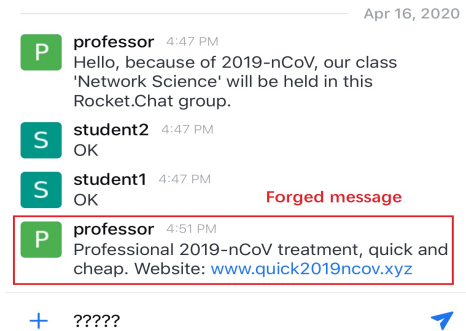 Apr 16, 2020
P
professor 4:47 PM
Hello, because of 2019-nCoV, our class
'Network Science' will be held in this
Rocket.Chat group.
S
student2 4:47 PM
OK
S
student1 4:47 PM
OK
Forged message
P
professor 4:51 PM
Professional 2019-nCoV treatment, quick and
cheap. Website: www.quick2019ncov.xyz
+ ?????